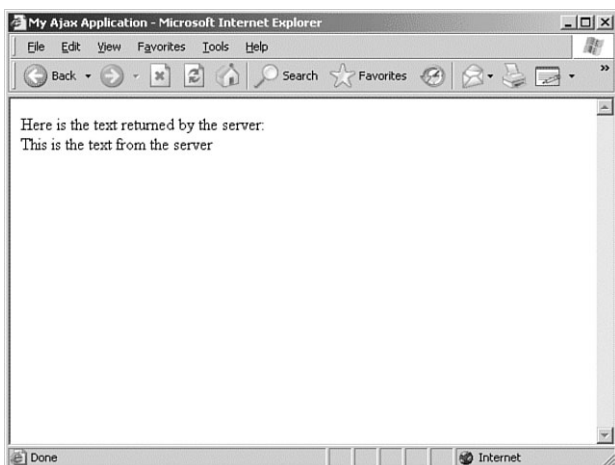 My Ajax Application - Microsoft Internet Explorer
File Edit View Favorites Tools Help
Back Search Favorites »
Here is the text returned by the server:
This is the text from the server
Done Internet